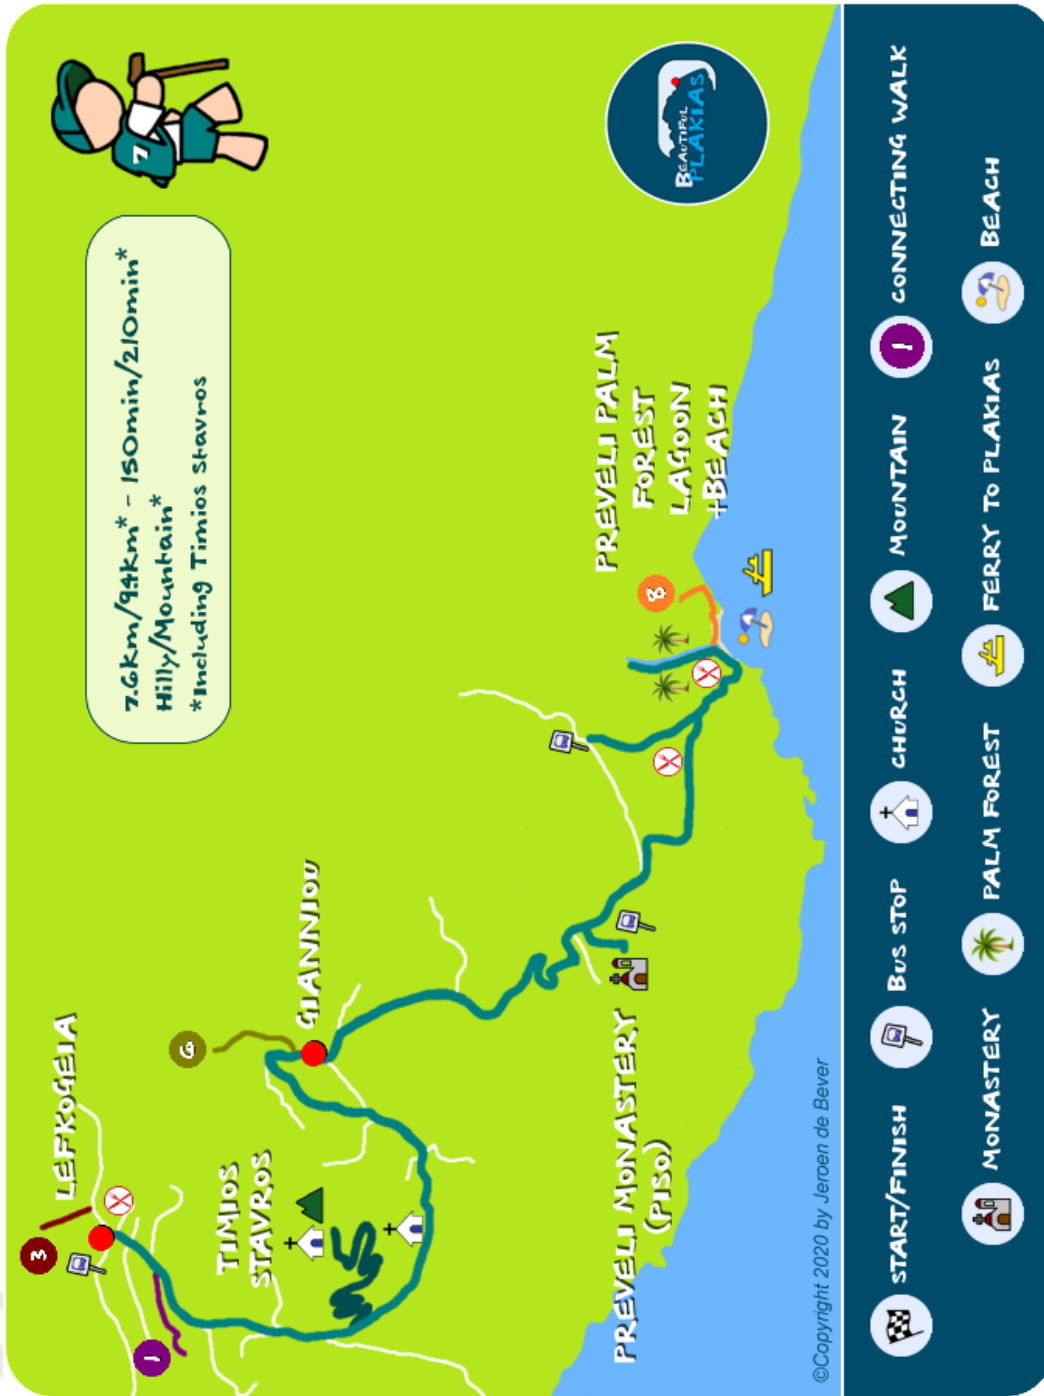 7
7.6km/9.4km* - 150min/210min*
Hilly/Mountain*
*Including Timios Stavros
BEAUTIFUL
PLAKIAS
3
LEFKOGEIA
1
6
GIANNIOU
TIMIOS
STAVROS
PREVELI PALM
FOREST
LAGOON
+BEACH
8
PREVELI MONASTERY
(PISO)
©Copyright 2020 by Jeroen de Bever
START/FINISH
BUS STOP
CHURCH
MOUNTAIN
1
CONNECTING WALK
MONASTERY
PALM FOREST
FERRY TO PLAKIAS
BEACH